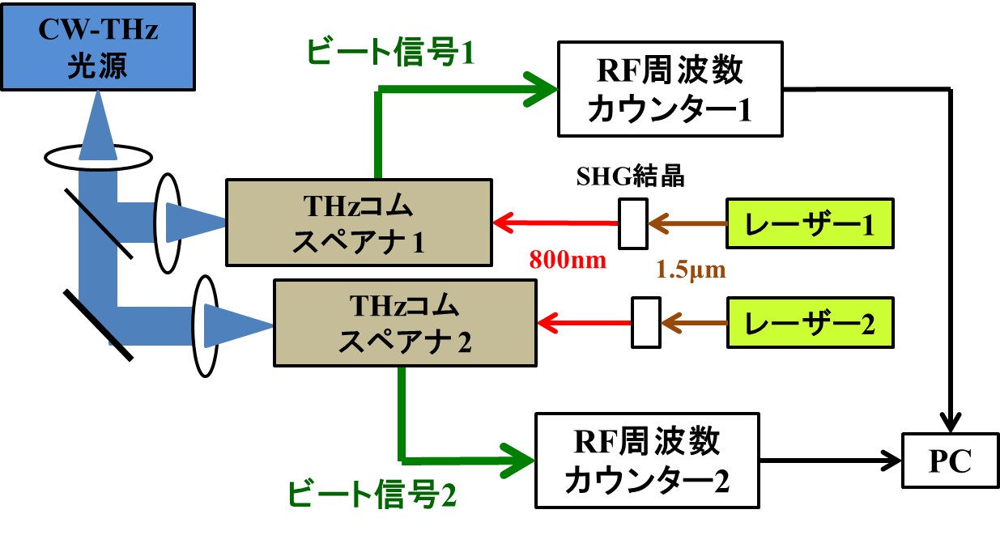 CW-THz
光源
ビート信号1
RF周波数
カウンター1
SHG結晶
THzコム
スペアナ1
レーザー1
800nm
1.5μm
THzコム
スペアナ2
レーザー2
RF周波数
カウンター2
PC
ビート信号2